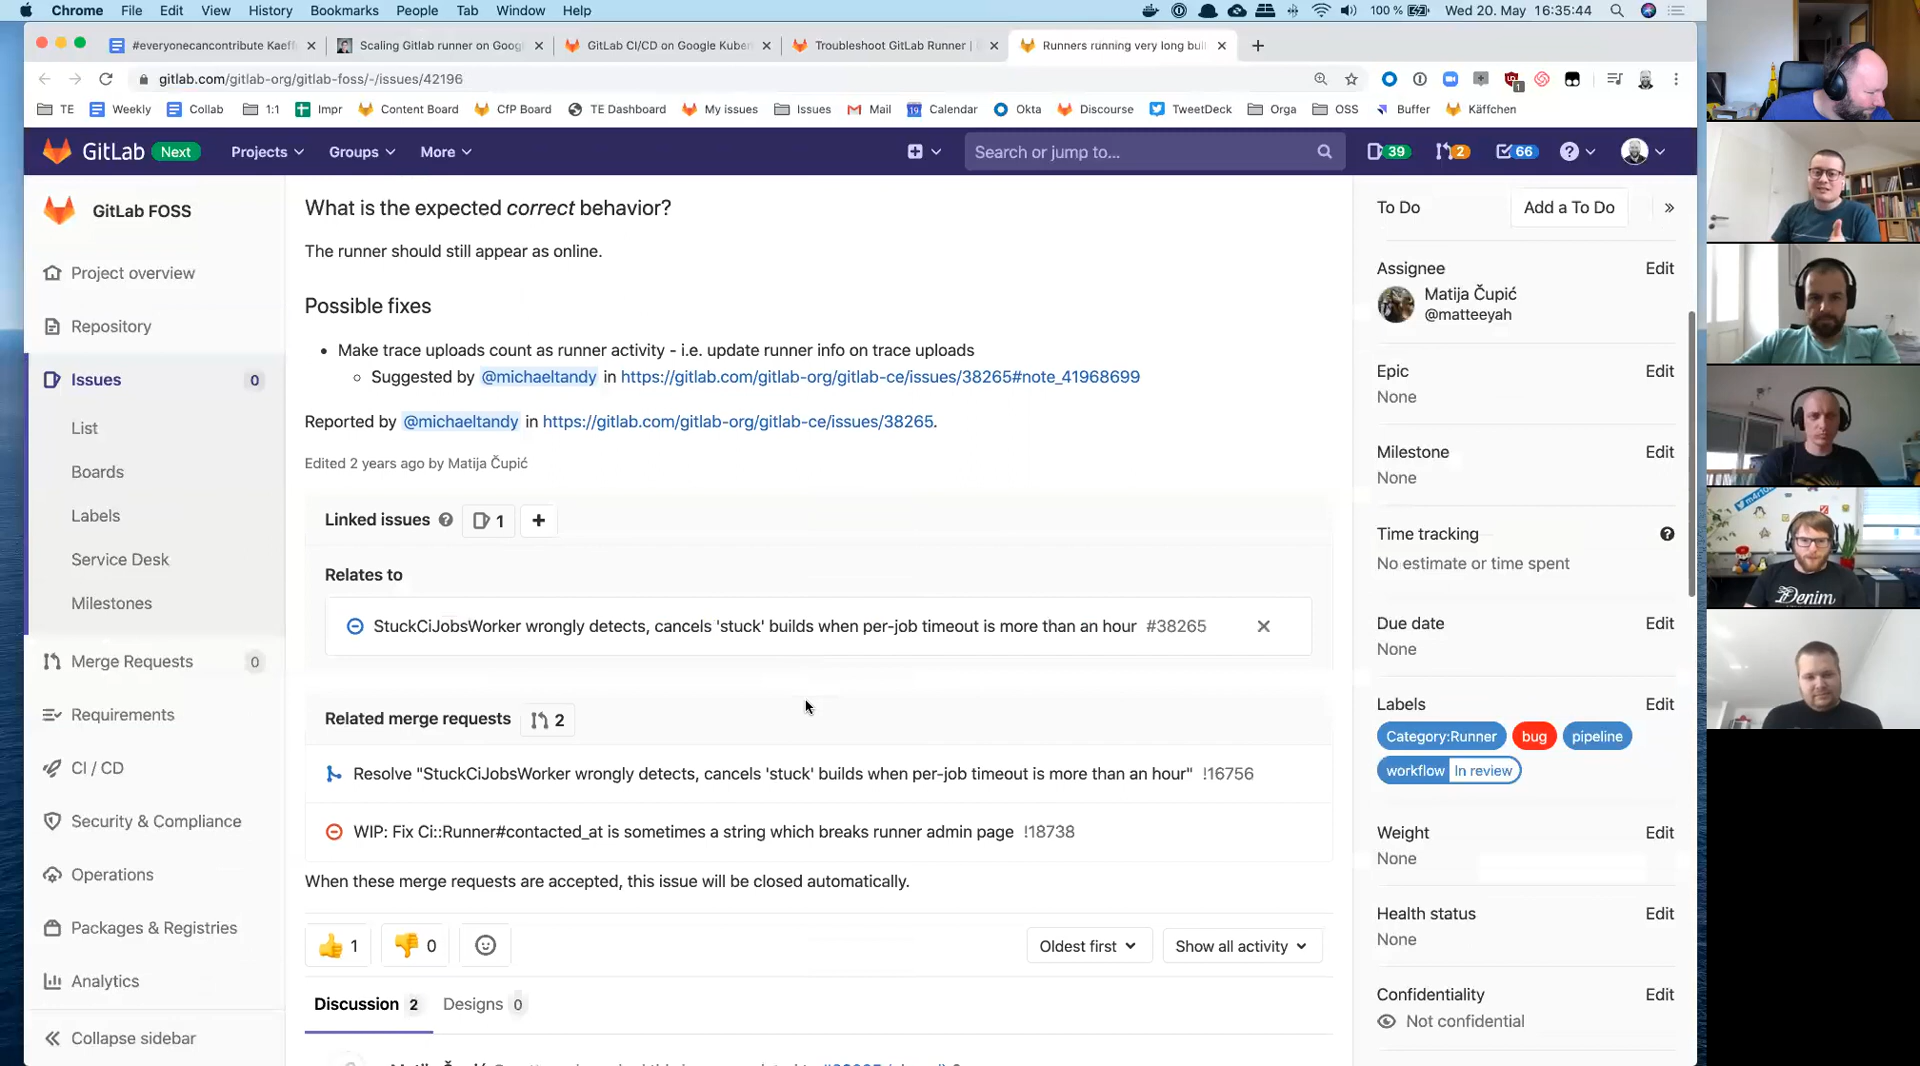 Chrome File Edit View History Bookmarks People Tab Window Help 100 % Wed 20. May 16:35:44
#everyonecancontribute Kaeff
Scaling Gitlab runner on Goog
GitLab CI/CD on Google Kuber
Troubleshoot GitLab Runner |
Runners running very long bui
gitlab.com/gitlab-org/gitlab-foss/-/issues/42196
TE Weekly Collab 1:1 Impr Content Board CfP Board TE Dashboard My issues Issues Mail Calendar Okta Discourse TweetDeck Orga OSS Buffer Käffchen
GitLab Next Projects Groups More Search or jump to... 39 2 66
GitLab FOSS
Project overview
Repository
Issues 0
List
Boards
Labels
Service Desk
Milestones
Merge Requests 0
Requirements
CI / CD
Security & Compliance
Operations
Packages & Registries
Analytics
Collapse sidebar
What is the expected correct behavior?
The runner should still appear as online.
Possible fixes
Make trace uploads count as runner activity - i.e. update runner info on trace uploads
Suggested by @michaeltandy in https://gitlab.com/gitlab-org/gitlab-ce/issues/38265#note_41968699
Reported by @michaeltandy in https://gitlab.com/gitlab-org/gitlab-ce/issues/38265.
Edited 2 years ago by Matija Čupić
Linked issues 1
Relates to
StuckCiJobsWorker wrongly detects, cancels 'stuck' builds when per-job timeout is more than an hour #38265
Related merge requests 2
Resolve "StuckCiJobsWorker wrongly detects, cancels 'stuck' builds when per-job timeout is more than an hour" !16756
WIP: Fix Ci::Runner#contacted_at is sometimes a string which breaks runner admin page !18738
When these merge requests are accepted, this issue will be closed automatically.
1 0
Oldest first Show all activity
Discussion 2 Designs 0
To Do Add a To Do
Assignee Edit
Matija Čupić
@matteeyah
Epic Edit
None
Milestone Edit
None
Time tracking
No estimate or time spent
Due date Edit
None
Labels Edit
Category:Runner bug pipeline
workflow In review
Weight Edit
None
Health status Edit
None
Confidentiality Edit
Not confidential
Denim